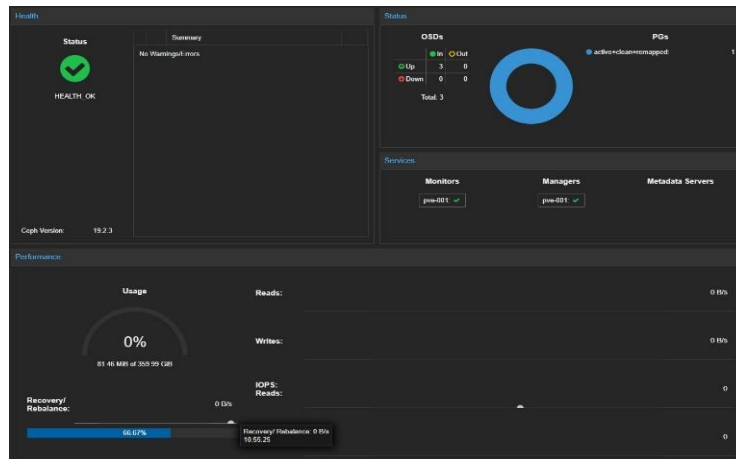 Health
Status
Summary
No Warnings/Errors
HEALTH_OK
Ceph Version: 19.2.3
Status
OSDs
In Out
Up 3 0
Down 0 0
Total: 3
PGs
active+clean+remapped: 1
Services
Monitors
Managers
Metadata Servers
pve-001:
pve-001:
Performance
Usage
0%
81.46 MiB of 359.99 GiB
Recovery/
Rebalance:
0 B/s
66.67%
Recovery/ Rebalance: 0 B/s
10:55:25
Reads:
0 B/s
Writes:
0 B/s
IOPS:
Reads:
0
0